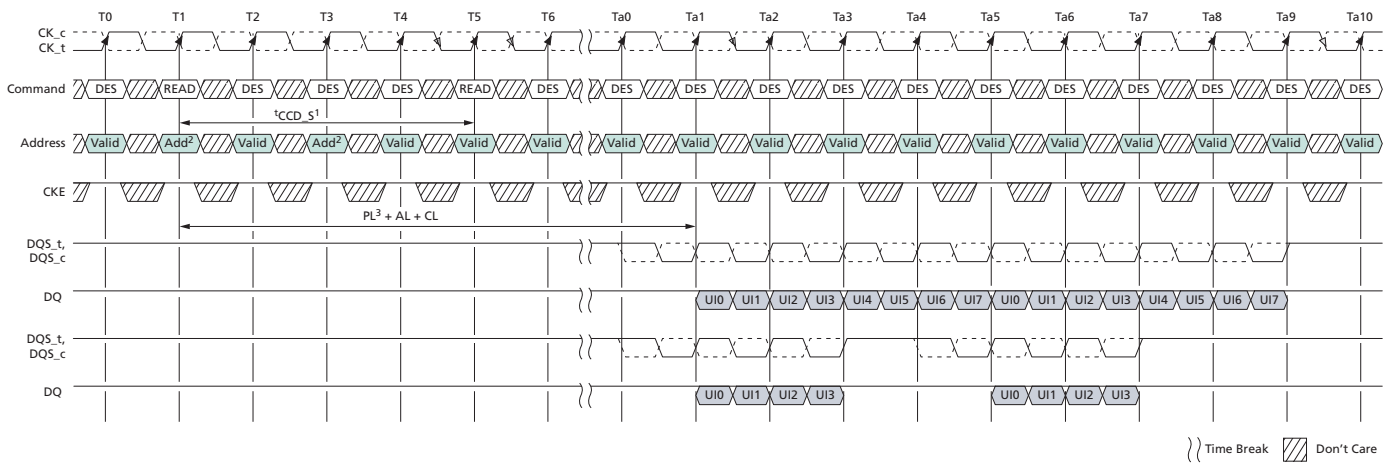 T0 T1 T2 T3 T4 T5 T6 Ta0 Ta1 Ta2 Ta3 Ta4 Ta5 Ta6 Ta7 Ta8 Ta9 Ta10
CK_c
CK_t
Command DES READ DES DES DES READ DES DES DES DES DES DES DES DES DES DES DES DES
tCCD_S1
Address Valid Add2 Valid Add2 Valid Valid Valid Valid Valid Valid Valid Valid Valid Valid Valid Valid Valid Valid
CKE
PL3 + AL + CL
DQS_t,
DQS_c
DQ UI0 UI1 UI2 UI3 UI4 UI5 UI6 UI7 UI0 UI1 UI2 UI3 UI4 UI5 UI6 UI7
DQS_t,
DQS_c
DQ UI0 UI1 UI2 UI3 UI0 UI1 UI2 UI3
Time Break Don't Care